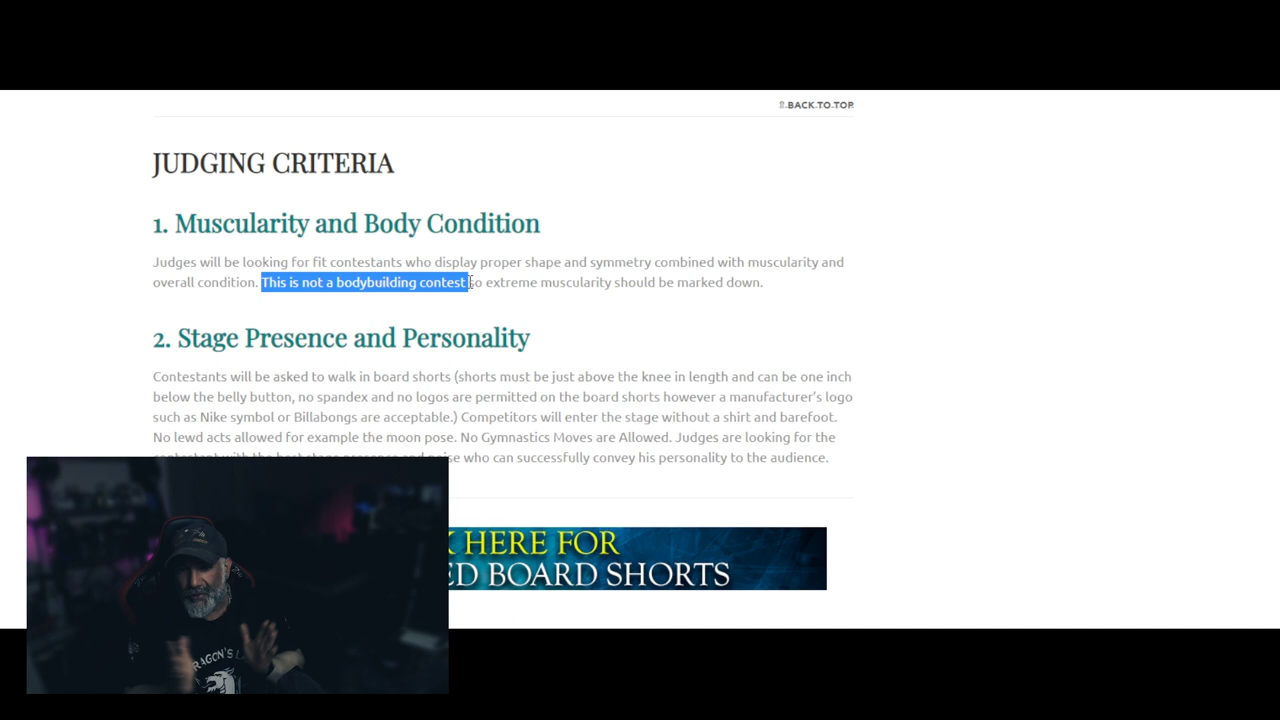 BACK TO TOP
JUDGING CRITERIA
1. Muscularity and Body Condition
Judges will be looking for fit contestants who display proper shape and symmetry combined with muscularity and
overall condition. This is not a bodybuilding contest so extreme muscularity should be marked down.
2. Stage Presence and Personality
Contestants will be asked to walk in board shorts (shorts must be just above the knee in length and can be one inch
below the belly button, no spandex and no logos are permitted on the board shorts however a manufacturer’s logo
such as Nike symbol or Billabongs are acceptable.) Competitors will enter the stage without a shirt and barefoot.
No lewd acts allowed for example the moon pose. No Gymnastics Moves are Allowed. Judges are looking for the
contestant with the best stage presence and poise who can successfully convey his personality to the audience.
HERE FOR
BOARD SHORTS